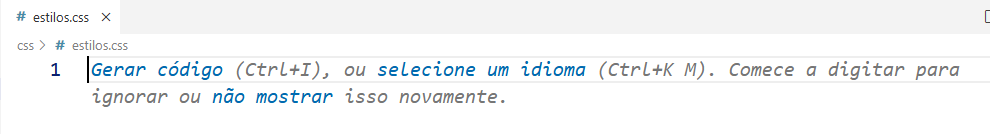 # estilos.css ×
css > # estilos.css
1 Gerar código (Ctrl+I), ou selecione um idioma (Ctrl+K M). Comece a digitar para
ignorar ou não mostrar isso novamente.